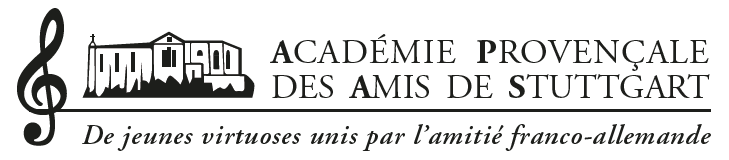 ACADÉMIE PROVENÇALE
DES AMIS DE STUTTGART
De jeunes virtuoses unis par l'amitié franco-allemande